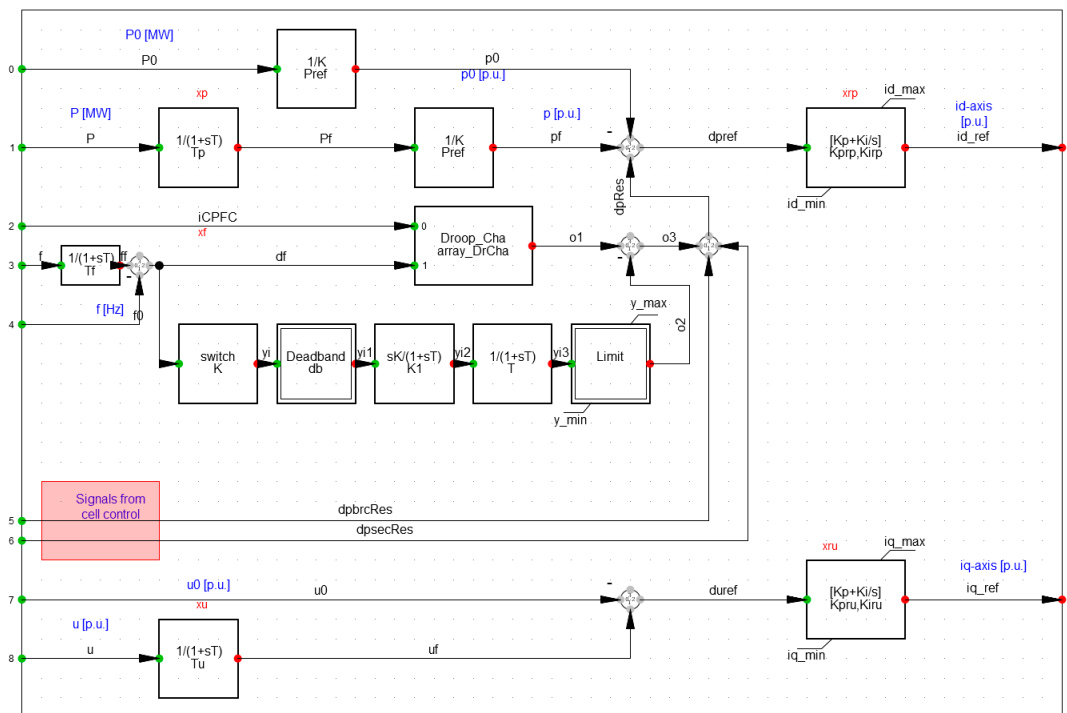 P0 [MW]
P0
0
1/K
Pref
p0
p0 [p.u.]
xp
P [MW]
P
1
1/(1+sT)
Tp
Pf
1/K
Pref
p [p.u.]
pf
-
dpref
xrp
id_max
[Kp+Ki/s]
Kprp,Kirp
id_min
id-axis
[p.u.]
id_ref
2
iCPFC
xf
0
1
Droop_Cha
array_DrCha
o1
-
o3
dpRes
3
f
1/(1+sT)
Tf
ff
-
df
4
f [Hz]
f0
switch
K
yi
Deadband
db
yi1
sK/(1+sT)
K1
yi2
1/(1+sT)
T
yi3
Limit
y_max
y_min
o2
Signals from
cell control
5
dpbrcRes
6
dpsecRes
7
u0 [p.u.]
u0
xu
-
duref
xru
iq_max
[Kp+Ki/s]
Kpru,Kiru
iq_min
iq-axis [p.u.]
iq_ref
8
u [p.u.]
u
1/(1+sT)
Tu
uf